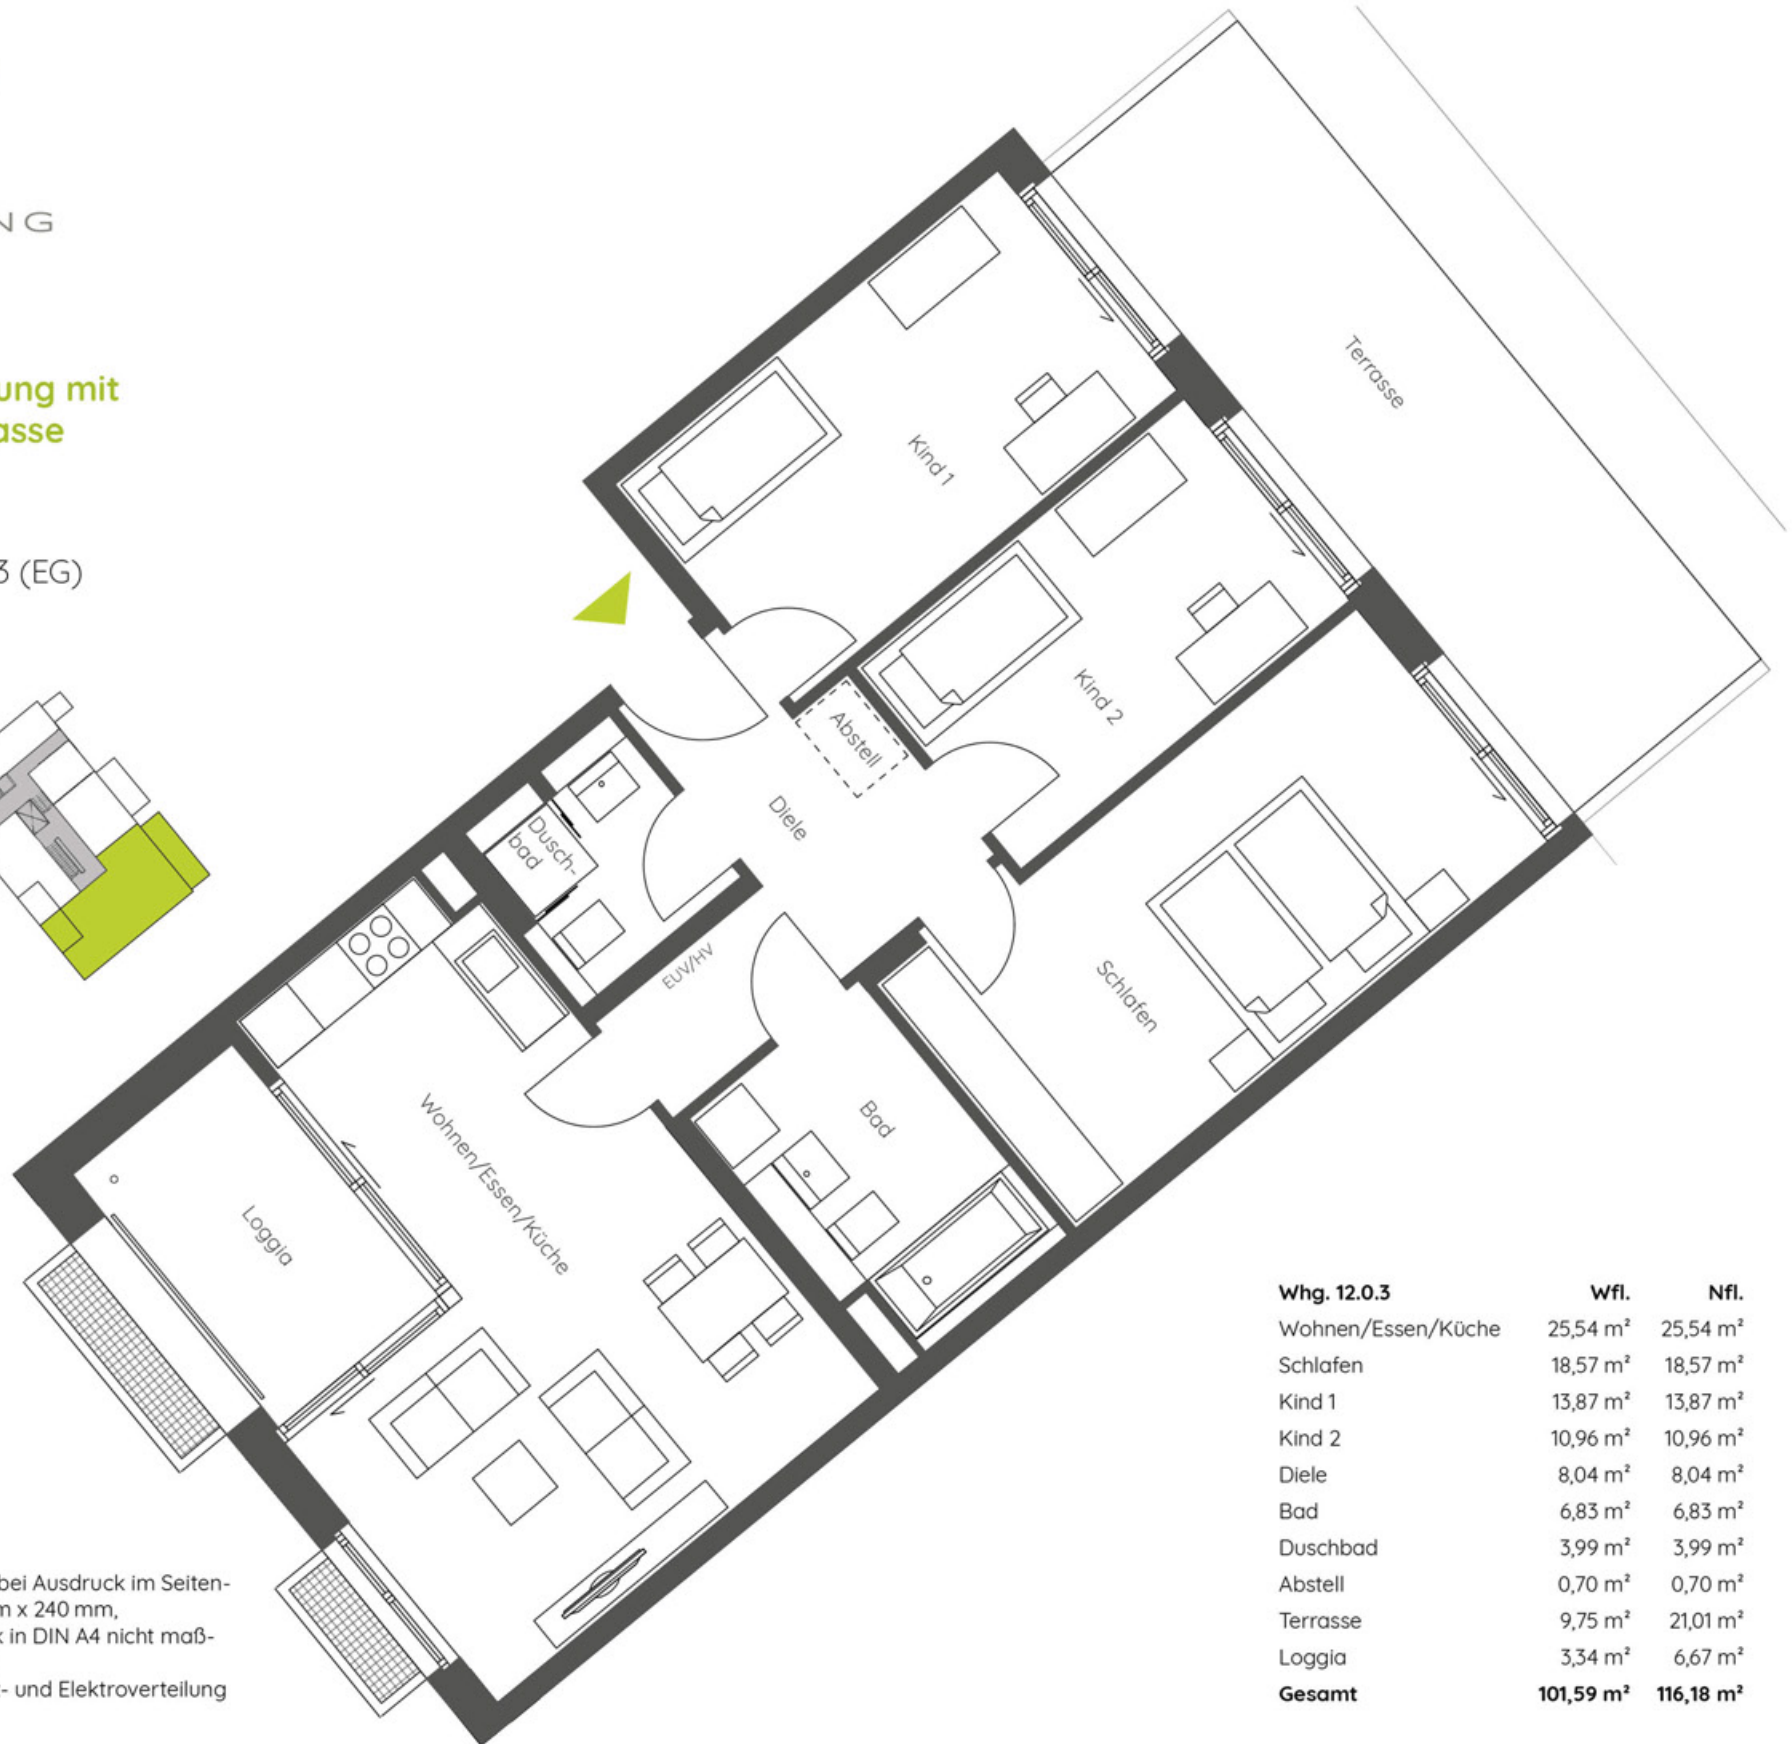 NG
ung mit
asse
3 (EG)
Terrasse
Kind 1
Kind 2
Abstell
Diele
Dusch-
bad
EUV/HV
Schlafen
Bad
Wohnen/Essen/Küche
Loggia
Whg. 12.0.3 Wfl. Nfl.
Wohnen/Essen/Küche 25,54 m² 25,54 m²
Schlafen 18,57 m² 18,57 m²
Kind 1 13,87 m² 13,87 m²
Kind 2 10,96 m² 10,96 m²
Diele 8,04 m² 8,04 m²
Bad 6,83 m² 6,83 m²
Duschbad 3,99 m² 3,99 m²
Abstell 0,70 m² 0,70 m²
Terrasse 9,75 m² 21,01 m²
Loggia 3,34 m² 6,67 m²
Gesamt 101,59 m² 116,18 m²
bei Ausdruck im Seiten-
m x 240 mm,
k in DIN A4 nicht maß-
- und Elektroverteilung